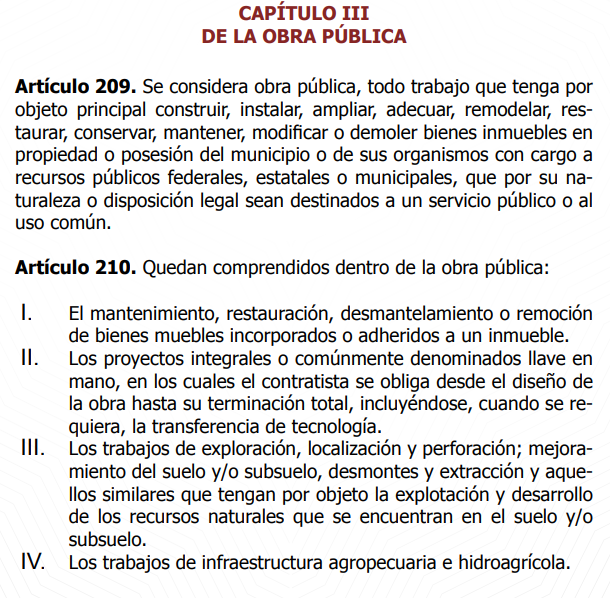 CAPÍTULO III
DE LA OBRA PÚBLICA
Artículo 209. Se considera obra pública, todo trabajo que tenga por
objeto principal construir, instalar, ampliar, adecuar, remodelar, res-
taurar, conservar, mantener, modificar o demoler bienes inmuebles en
propiedad o posesión del municipio o de sus organismos con cargo a
recursos públicos federales, estatales o municipales, que por su na-
turaleza o disposición legal sean destinados a un servicio público o al
uso común.
Artículo 210. Quedan comprendidos dentro de la obra pública:
I. El mantenimiento, restauración, desmantelamiento o remoción
de bienes muebles incorporados o adheridos a un inmueble.
II. Los proyectos integrales o comúnmente denominados llave en
mano, en los cuales el contratista se obliga desde el diseño de
la obra hasta su terminación total, incluyéndose, cuando se re-
quiera, la transferencia de tecnología.
III. Los trabajos de exploración, localización y perforación; mejora-
miento del suelo y/o subsuelo, desmontes y extracción y aque-
llos similares que tengan por objeto la explotación y desarrollo
de los recursos naturales que se encuentran en el suelo y/o
subsuelo.
IV. Los trabajos de infraestructura agropecuaria e hidroagrícola.